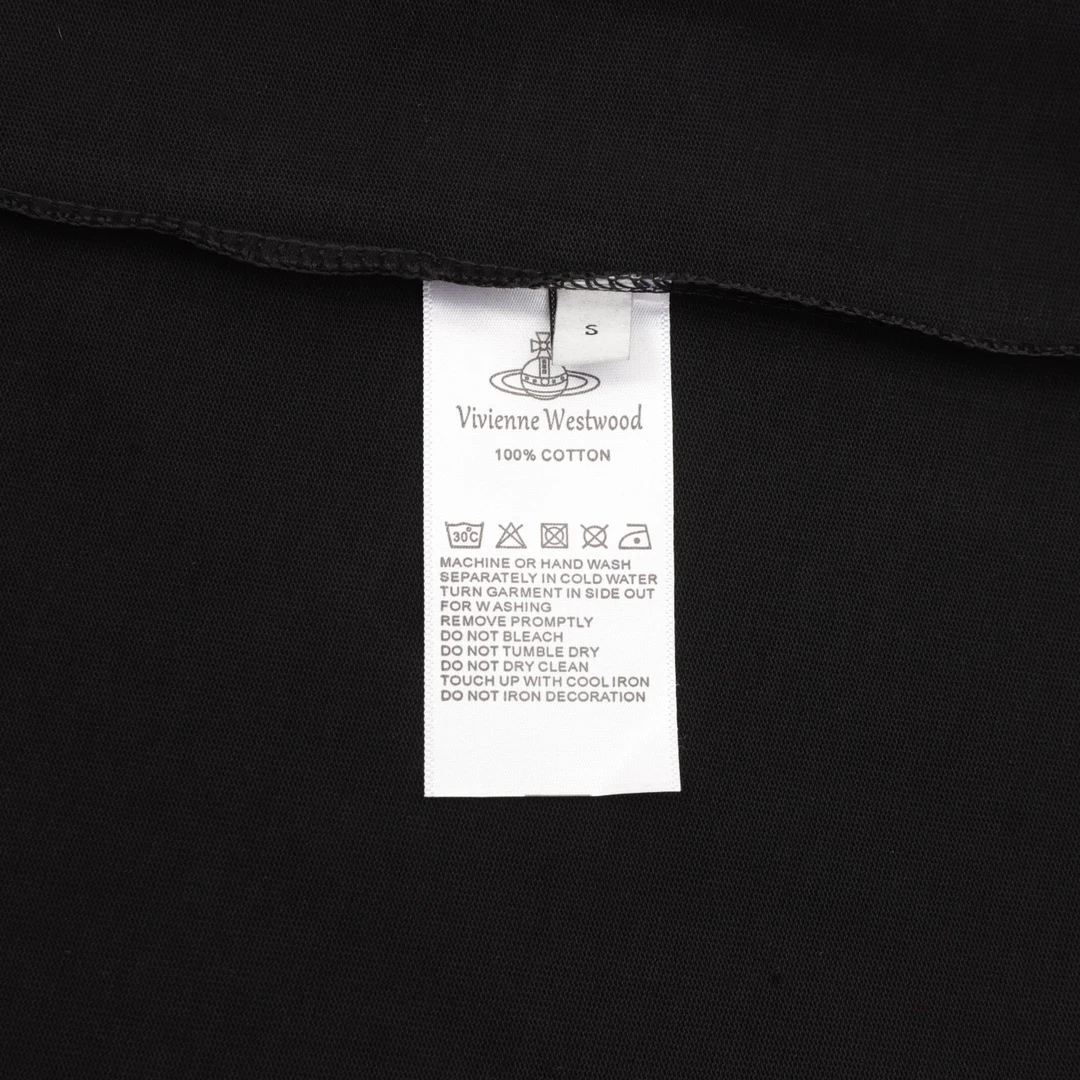 S
Vivienne Westwood
100% COTTON
30°C
MACHINE OR HAND WASH
SEPARATELY IN COLD WATER
TURN GARMENT IN SIDE OUT
FOR WASHING
REMOVE PROMPTLY
DO NOT BLEACH
DO NOT TUMBLE DRY
DO NOT DRY CLEAN
TOUCH UP WITH COOL IRON
DO NOT IRON DECORATION